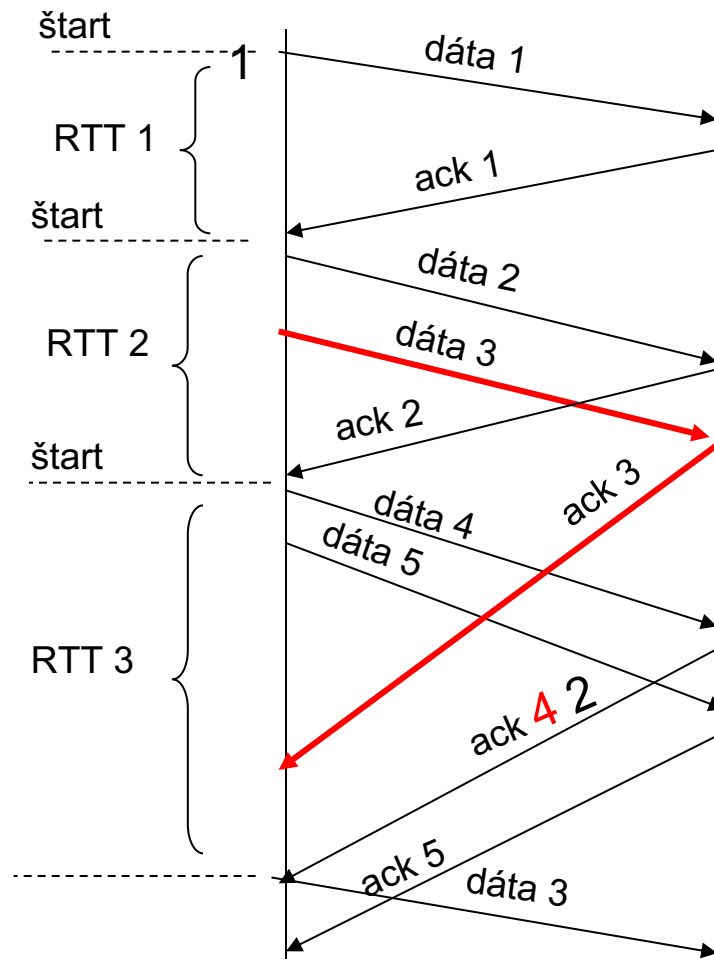 štart
1
dáta 1
RTT 1
ack 1
štart
dáta 2
RTT 2
dáta 3
ack 2
štart
ack 3
dáta 4
dáta 5
RTT 3
ack 4 2
ack 5
dáta 3